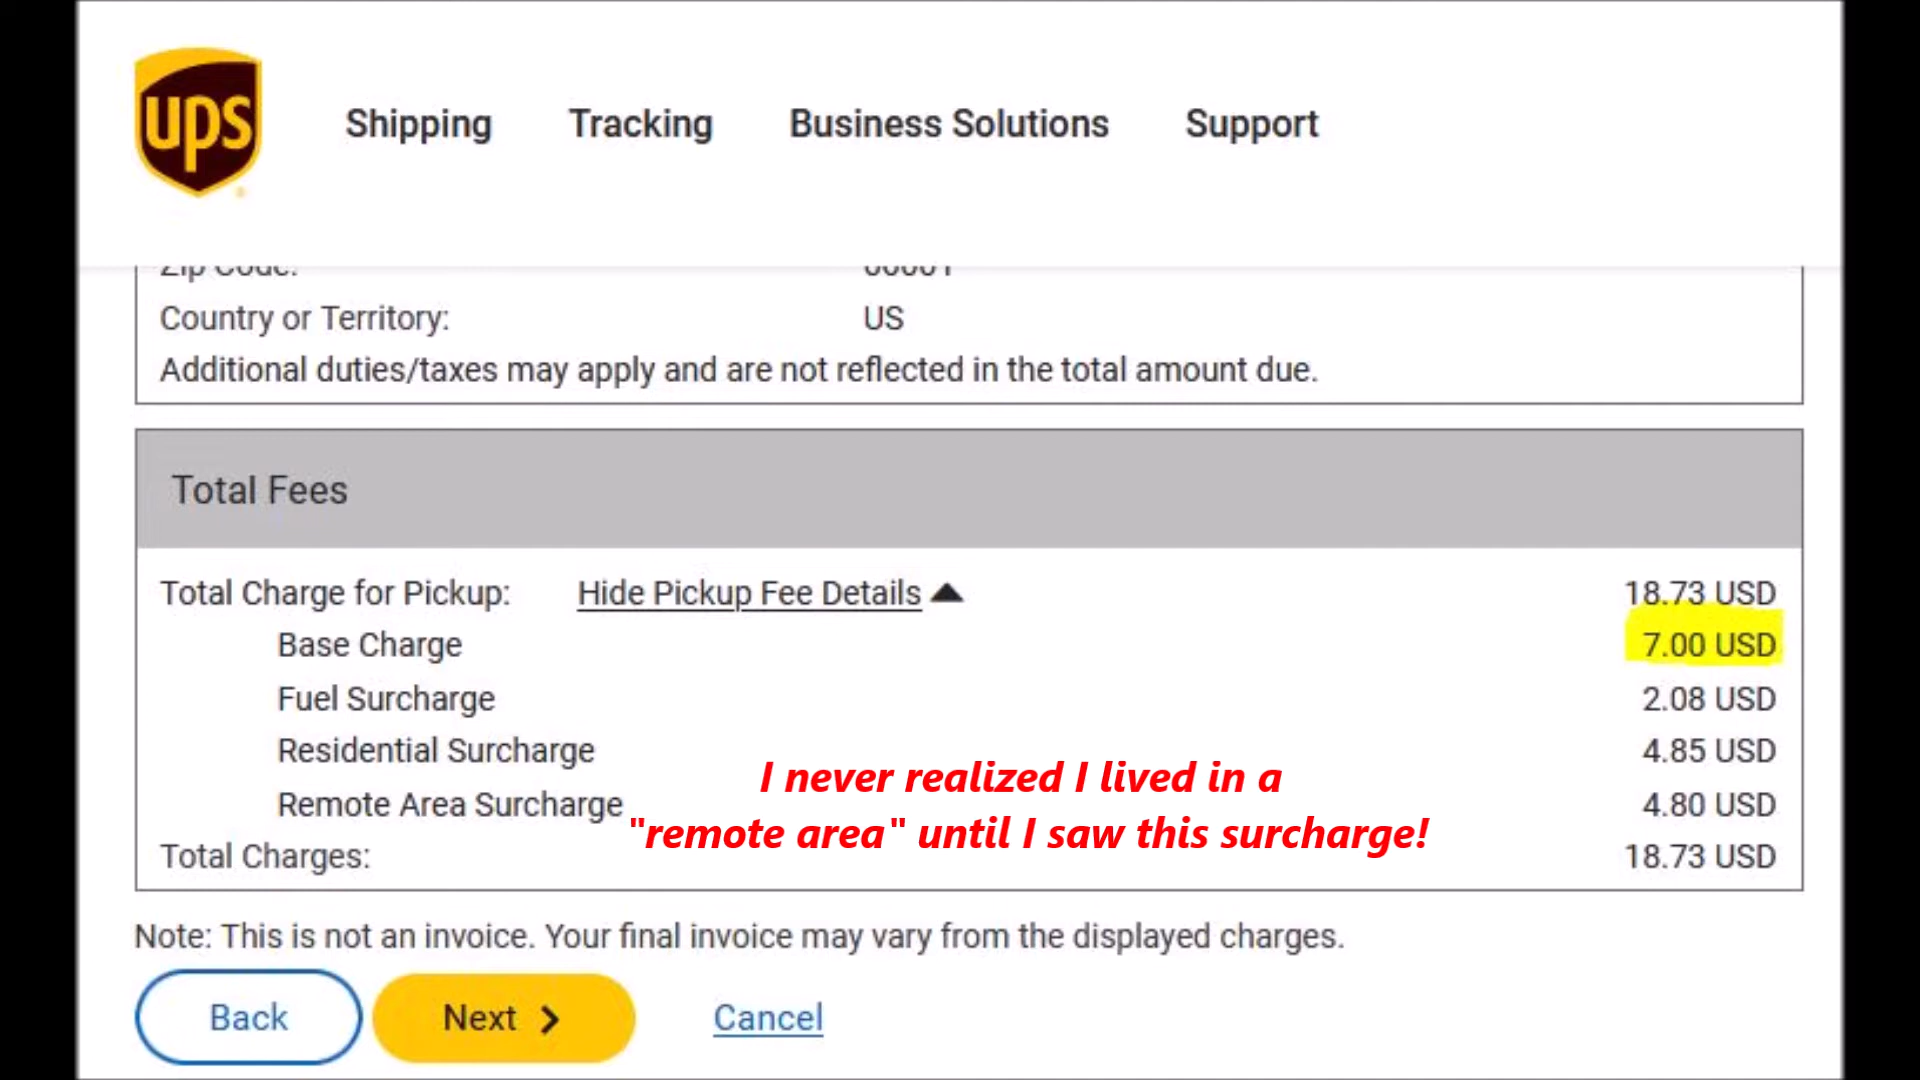 ups
Shipping Tracking Business Solutions Support
Zip Code:
Country or Territory: US
Additional duties/taxes may apply and are not reflected in the total amount due.
Total Fees
Total Charge for Pickup: Hide Pickup Fee Details 18.73 USD
Base Charge 7.00 USD
Fuel Surcharge 2.08 USD
Residential Surcharge 4.85 USD
Remote Area Surcharge 4.80 USD
I never realized I lived in a
"remote area" until I saw this surcharge!
Total Charges: 18.73 USD
Note: This is not an invoice. Your final invoice may vary from the displayed charges.
Back Next Cancel